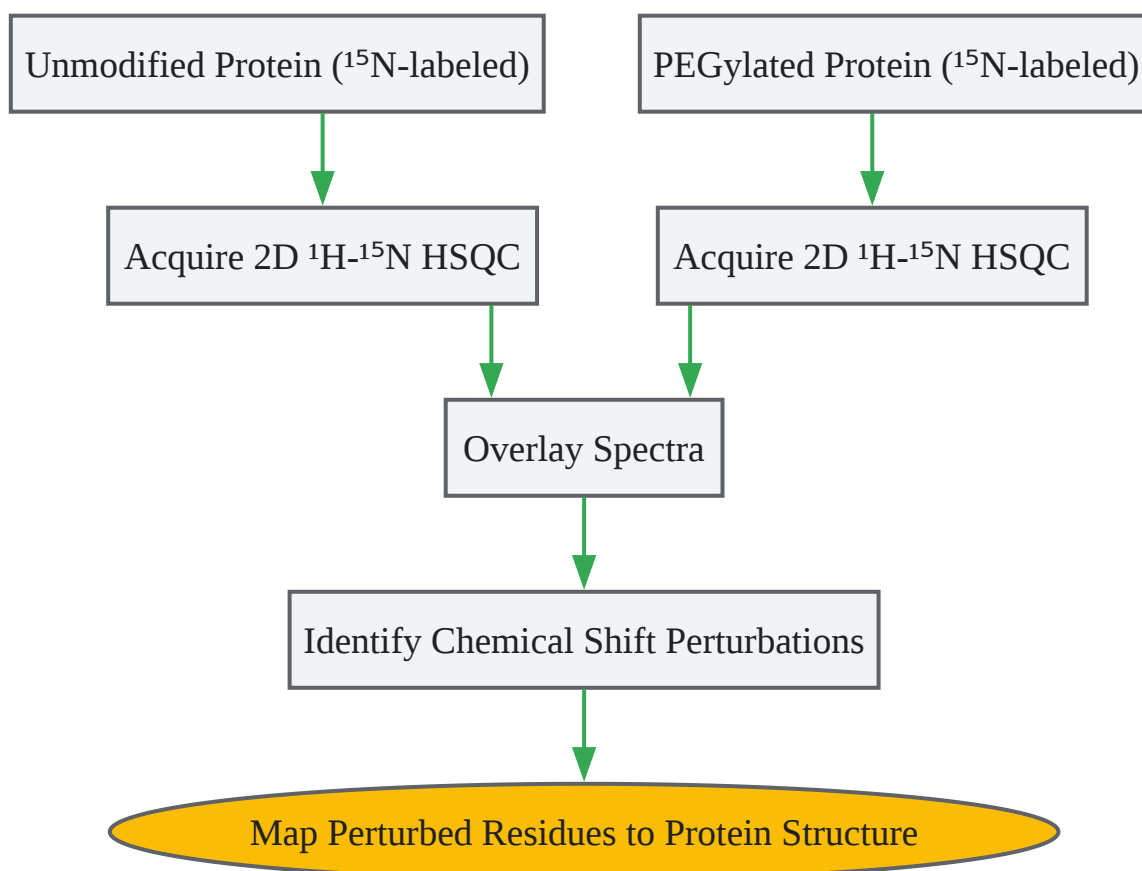 Unmodified Protein (¹⁵N-labeled)
PEGylated Protein (¹⁵N-labeled)
Acquire 2D ¹H-¹⁵N HSQC
Acquire 2D ¹H-¹⁵N HSQC
Overlay Spectra
Identify Chemical Shift Perturbations
Map Perturbed Residues to Protein Structure